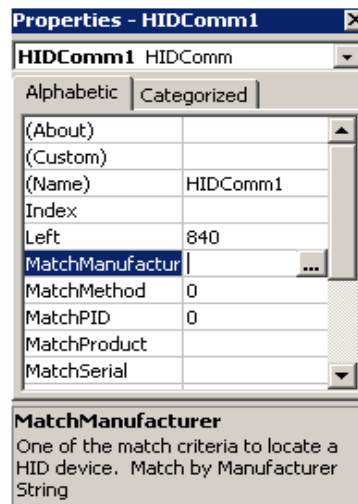 Properties - HIDComm1
HIDComm1 HIDComm
Alphabetic Categorized
(About)
(Custom)
(Name) HIDComm1
Index
Left 840
MatchManufactur ...
MatchMethod 0
MatchPID 0
MatchProduct
MatchSerial
MatchManufacturer
One of the match criteria to locate a
HID device. Match by Manufacturer
String